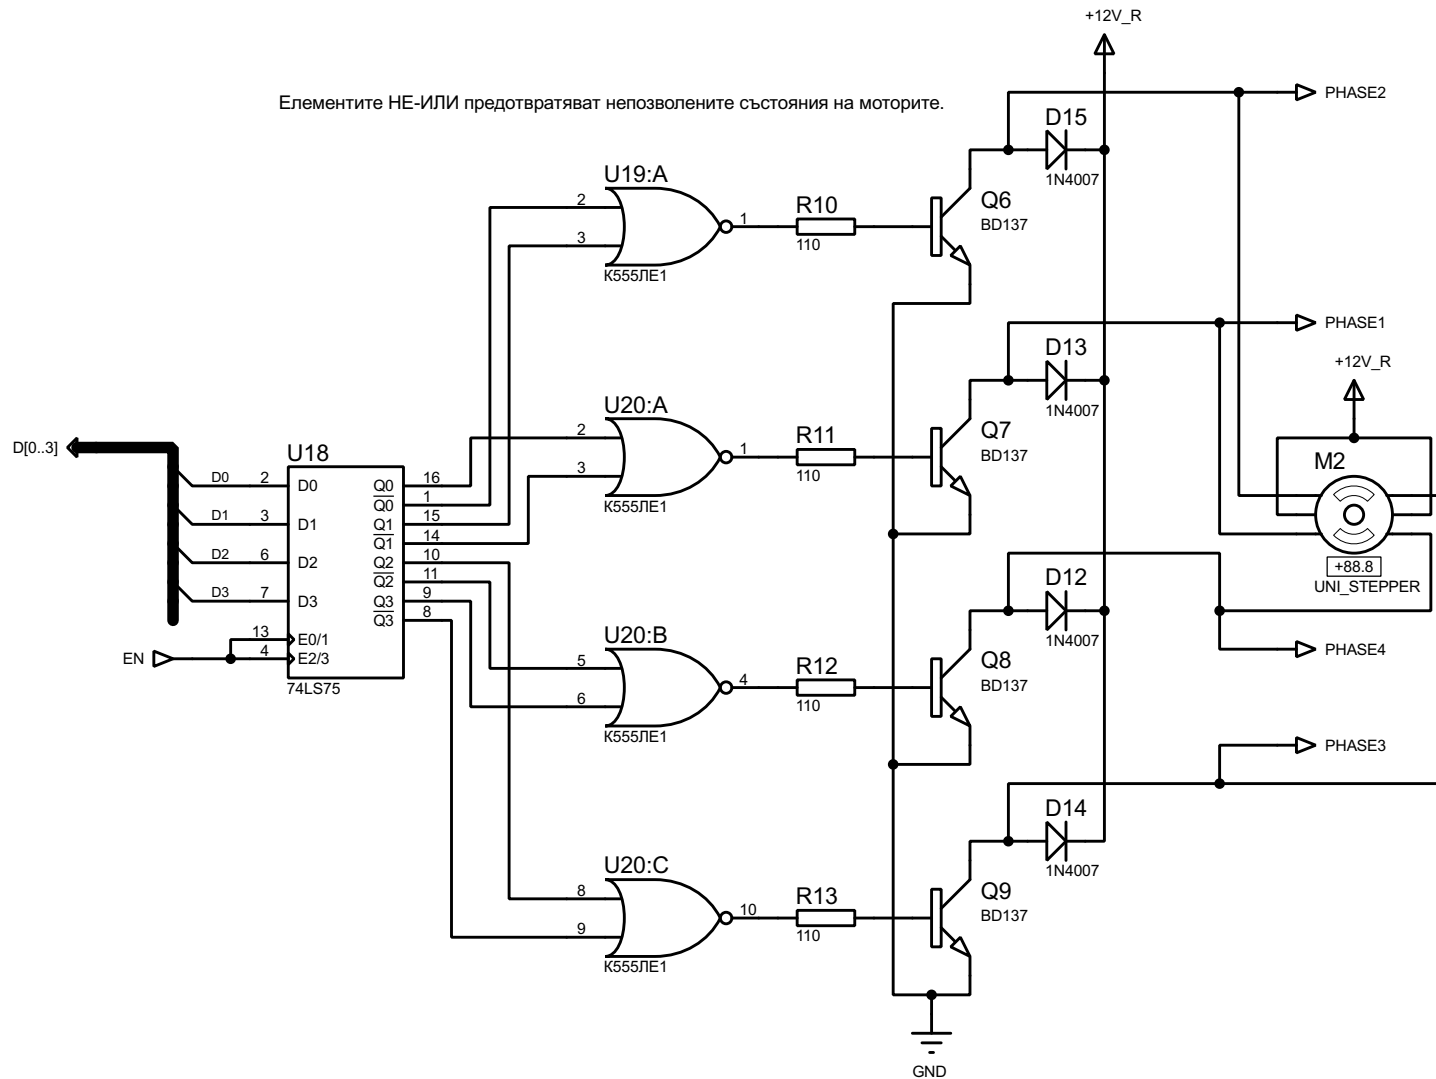 +12V_R
Елементите НЕ-ИЛИ предотвратяват непозволените състояния на моторите.
PHASE2
D15
1N4007
U19:A
2
3
1
К555ЛЕ1
R10
110
Q6
BD137
PHASE1
D13
1N4007
+12V_R
U20:A
2
3
1
К555ЛЕ1
R11
110
Q7
BD137
M2
+88.8
UNI_STEPPER
D[0..3]
U18
D0 2 D0 Q0 16
Q0 1
D1 3 D1 Q1 15
Q1 14
D2 6 D2 Q2 10
Q2 11
D3 7 D3 Q3 9
Q3 8
13 E0/1
EN 4 E2/3
74LS75
D12
1N4007
U20:B
5
6
4
К555ЛЕ1
R12
110
Q8
BD137
PHASE4
PHASE3
D14
1N4007
U20:C
8
9
10
К555ЛЕ1
R13
110
Q9
BD137
GND